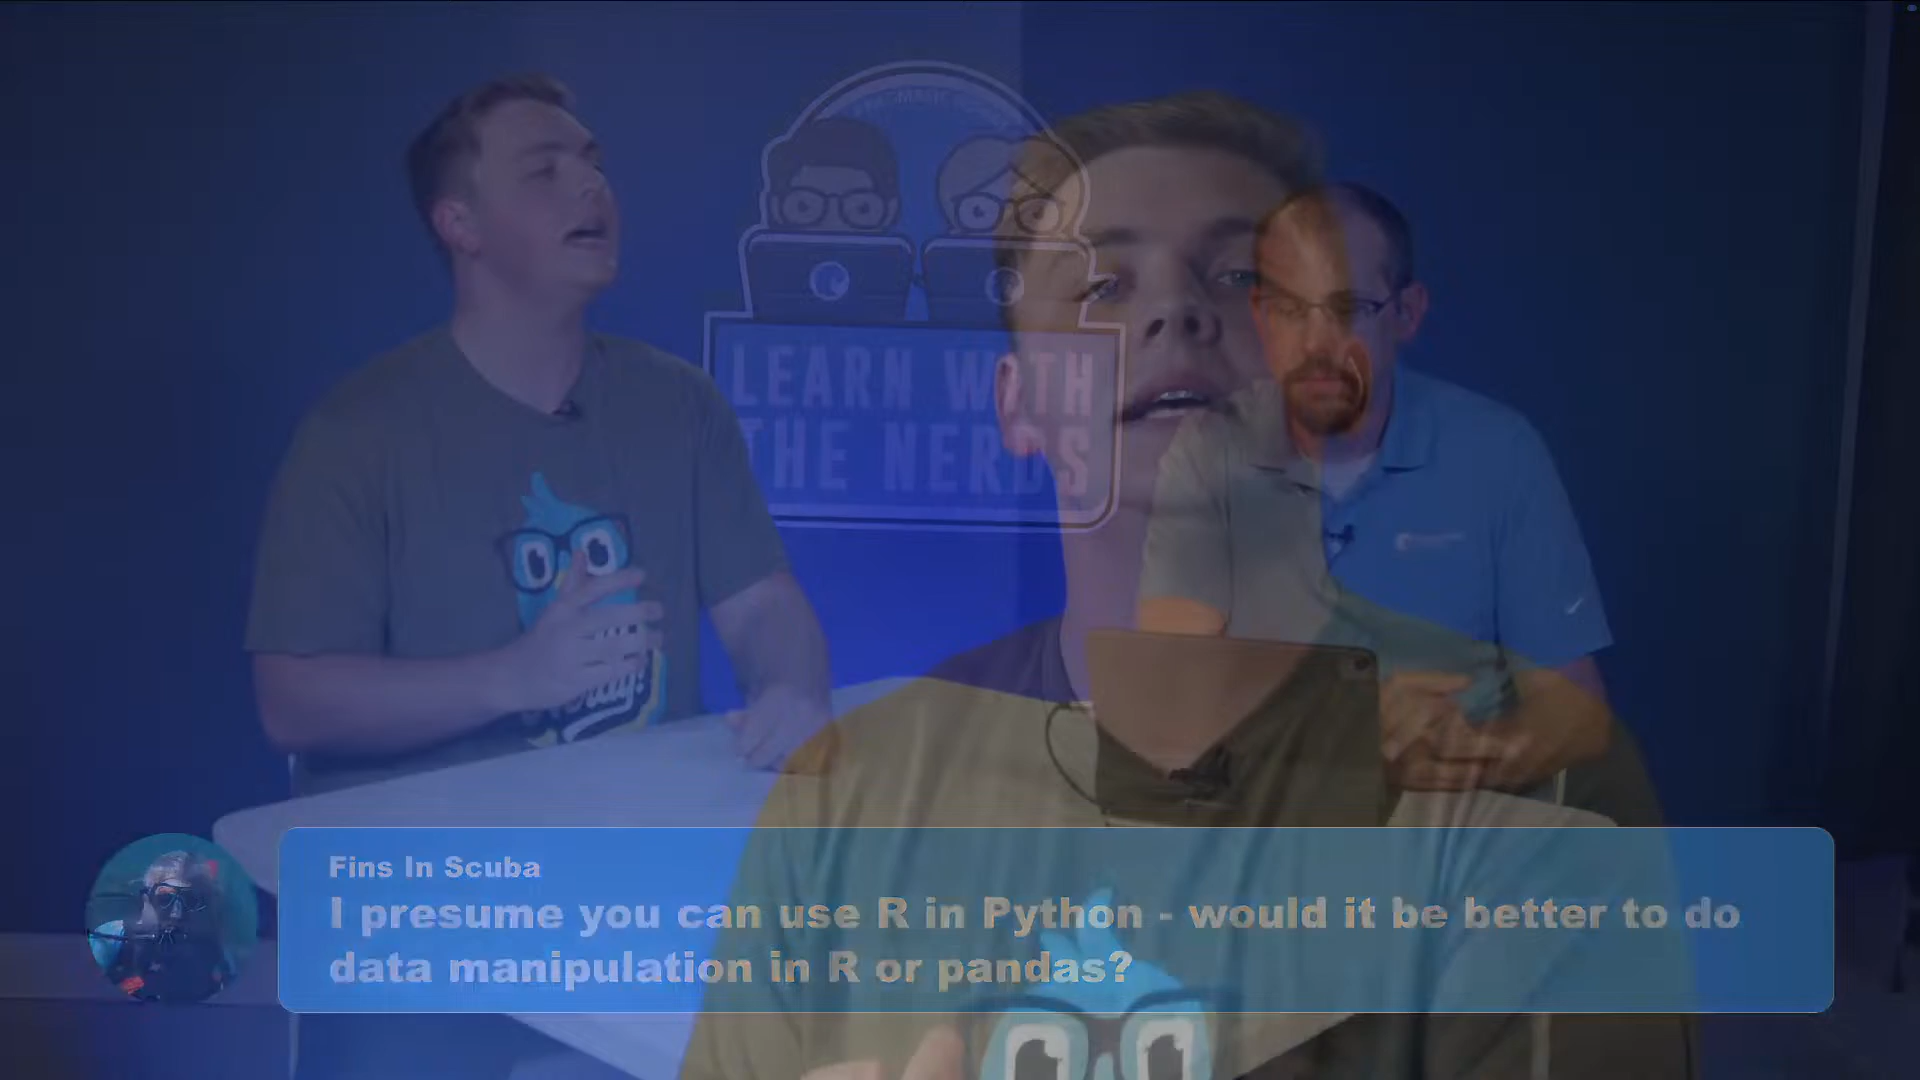 LEARN WITH
THE NERDS
Fins In Scuba
I presume you can use R in Python - would it be better to do
data manipulation in R or pandas?